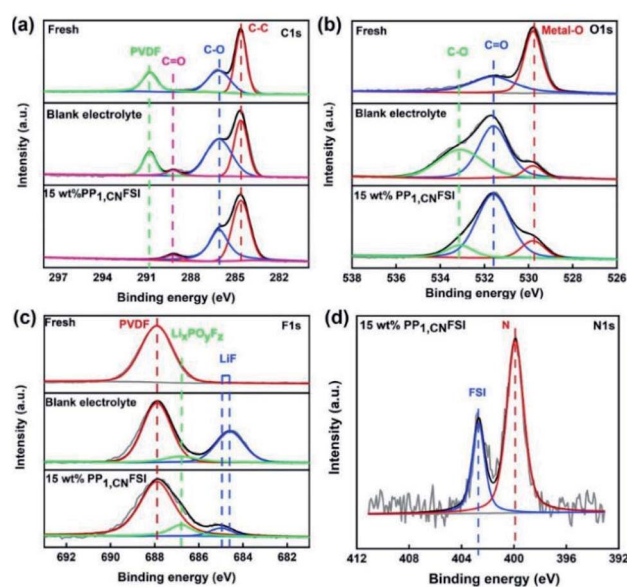 (a)
Fresh
C-C
C1s
PVDF
C=O
C-O
Blank electrolyte
15 wt%PP1,CNFSI
297 294 291 288 285 282 280
Binding energy (eV)
Intensity (a.u.)
(b)
Fresh
Metal-O
O1s
C-O
C=O
Blank electrolyte
15 wt% PP1,CNFSI
538 536 534 532 530 528 526
Binding energy (eV)
Intensity (a.u.)
(c)
Fresh
F1s
PVDF
LixPOyFz
LiF
Blank electrolyte
15 wt% PP1,CNFSI
692 690 688 686 684 682
Binding energy (eV)
Intensity (a.u.)
(d)
15 wt% PP1,CNFSI
N
N1s
FSI
412 408 404 400 396 392
Binding energy (eV)
Intensity (a.u.)